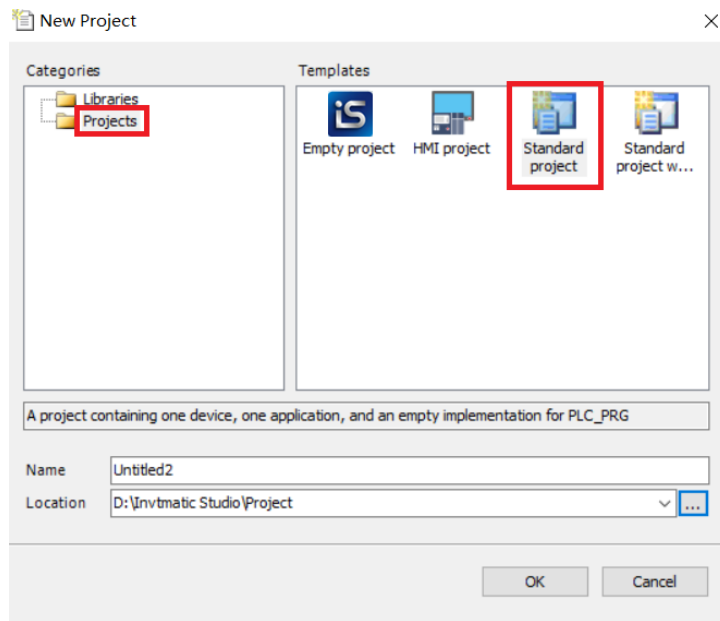 New Project
Categories
Templates
Libraries
Projects
iS
Empty project
HMI project
Standard
project
Standard
project w...
A project containing one device, one application, and an empty implementation for PLC_PRG
Name
Untitled2
Location
D:\Invtmatic Studio\Project
...
OK
Cancel